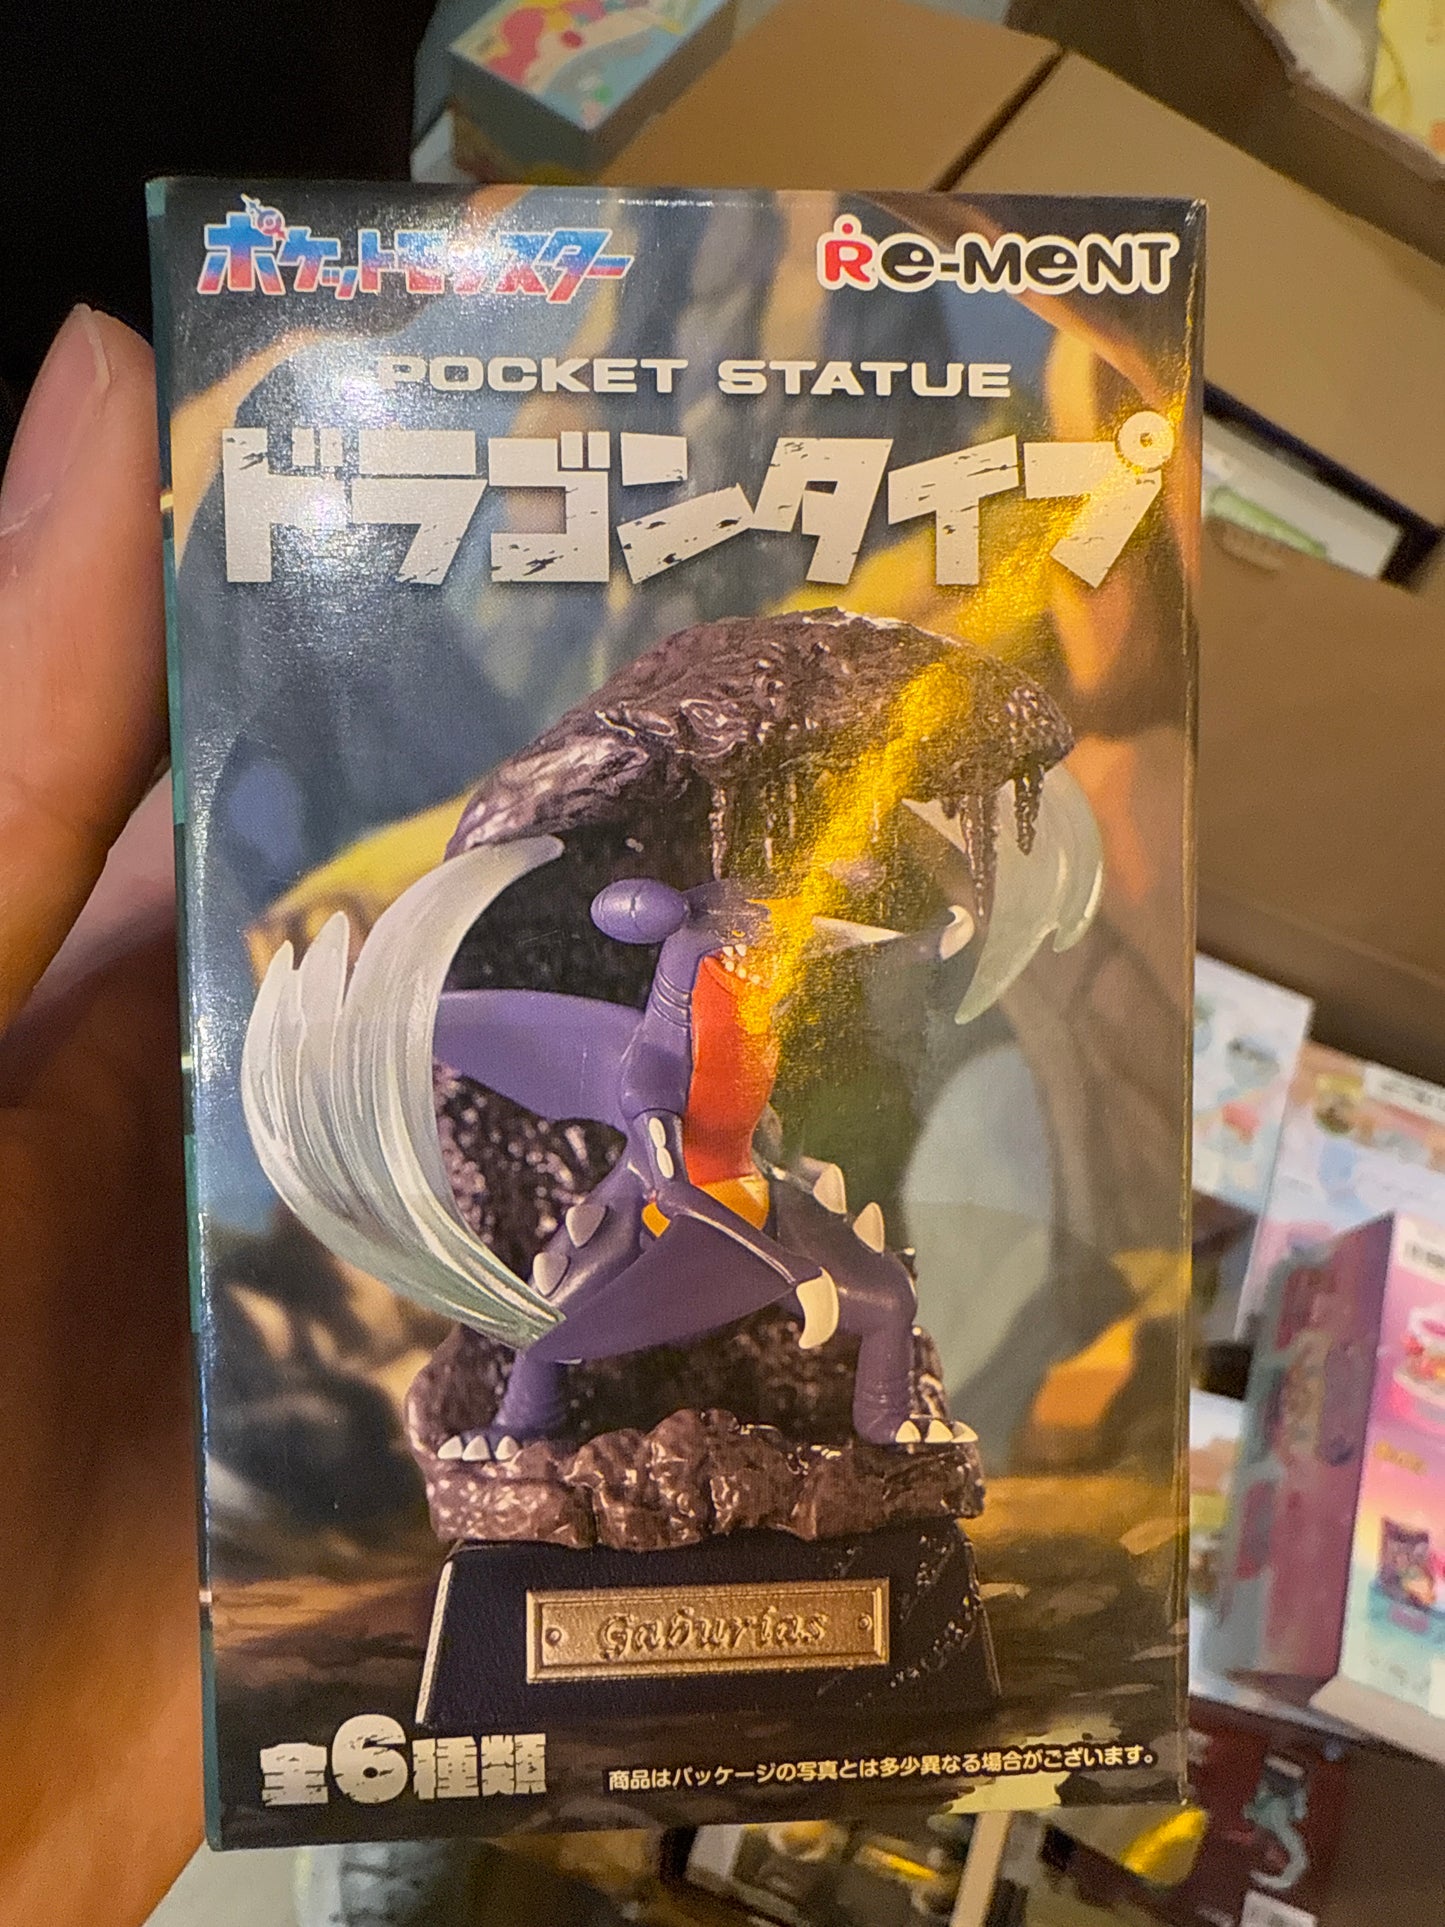 ポケットモンスター
Re-MeNT
POCKET STATUE
ドラゴンタイプ
Gaburias
全6種類
商品はパッケージの写真とは多少異なる場合がございます。